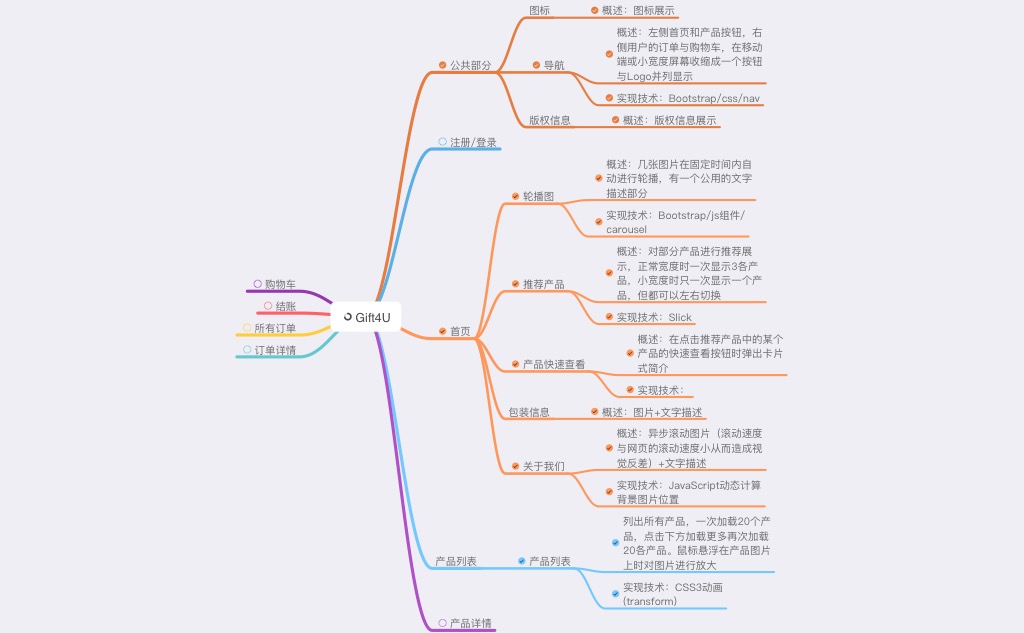 图标
概述：图标展示
公共部分
导航
概述：左侧首页和产品按钮，右
侧用户的订单与购物车，在移动
端或小宽度屏幕收缩成一个按钮
与Logo并列显示
实现技术：Bootstrap/css/nav
版权信息
概述：版权信息展示
注册/登录
轮播图
概述：几张图片在固定时间内自
动进行轮播，有一个公用的文字
描述部分
实现技术：Bootstrap/js组件/
carousel
推荐产品
概述：对部分产品进行推荐展
示，正常宽度时一次显示3各产
品，小宽度时只一次显示一个产
品，但都可以左右切换
实现技术：Slick
购物车
结账
所有订单
订单详情
Gift4U
首页
产品快速查看
概述：在点击推荐产品中的某个
产品的快速查看按钮时弹出卡片
式简介
实现技术：
包装信息
概述：图片+文字描述
关于我们
概述：异步滚动图片（滚动速度
与网页的滚动速度小从而造成视
觉反差）+文字描述
实现技术：JavaScript动态计算
背景图片位置
产品列表
产品列表
列出所有产品，一次加载20个产
品，点击下方加载更多再次加载
20各产品。鼠标悬浮在产品图片
上时对图片进行放大
实现技术：CSS3动画
(transform)
产品详情